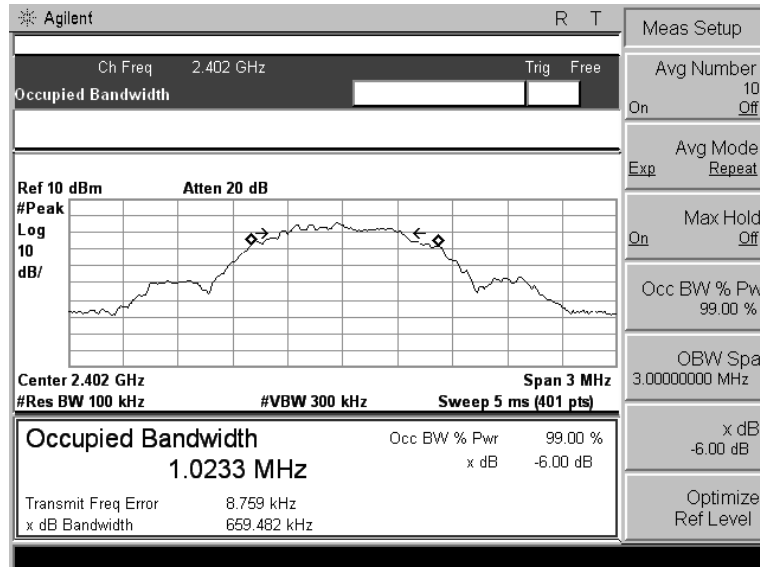 Agilent R T
Ch Freq 2.402 GHz Trig Free
Occupied Bandwidth
Ref 10 dBm Atten 20 dB
#Peak
Log
10
dB/
Center 2.402 GHz Span 3 MHz
#Res BW 100 kHz #VBW 300 kHz Sweep 5 ms (401 pts)
Occupied Bandwidth Occ BW % Pwr 99.00 %
1.0233 MHz x dB -6.00 dB
Transmit Freq Error 8.759 kHz
x dB Bandwidth 659.482 kHz
Meas Setup
Avg Number
10
On Off
Avg Mode
Exp Repeat
Max Hold
On Off
Occ BW % Pw
99.00 %
OBW Spa
3.00000000 MHz
x dB
-6.00 dB
Optimize
Ref Level